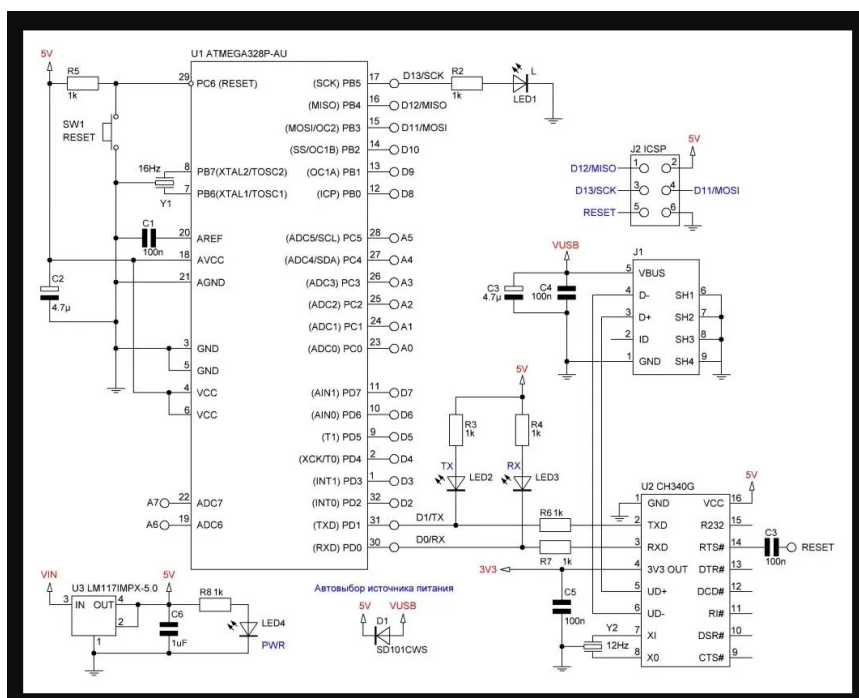 U1 ATMEGA328P-AU
5V
R5
1k
29
PC6 (RESET)
SW1
RESET
16Hz
8
PB7(XTAL2/TOSC2)
7
PB6(XTAL1/TOSC1)
Y1
C1
100n
20
AREF
18
AVCC
21
AGND
C2
4.7µ
3
GND
5
GND
4
VCC
6
VCC
A7
22
ADC7
A6
19
ADC6
(SCK) PB5
17
D13/SCK
(MISO) PB4
16
D12/MISO
(MOSI/OC2) PB3
15
D11/MOSI
(SS/OC1B) PB2
14
D10
(OC1A) PB1
13
D9
(ICP) PB0
12
D8
(ADC5/SCL) PC5
28
A5
(ADC4/SDA) PC4
27
A4
(ADC3) PC3
26
A3
(ADC2) PC2
25
A2
(ADC1) PC1
24
A1
(ADC0) PC0
23
A0
(AIN1) PD7
11
D7
(AIN0) PD6
10
D6
(T1) PD5
9
D5
(XCK/T0) PD4
2
D4
(INT1) PD3
1
D3
(INT0) PD2
32
D2
(TXD) PD1
31
D1/TX
(RXD) PD0
30
D0/RX
R2
1k
L
LED1
J2 ICSP
5V
D12/MISO
1
2
D13/SCK
3
4
D11/MOSI
RESET
5
6
VUSB
C3
4.7µ
C4
100n
J1
5
VBUS
4
D-
3
D+
2
ID
1
GND
SH1
6
SH2
7
SH3
8
SH4
9
5V
R3
1k
R4
1k
TX
LED2
RX
LED3
R6 1k
R7 1k
U2 CH340G
5V
1
GND
2
TXD
3
RXD
4
3V3 OUT
5
UD+
6
UD-
7
XI
8
X0
VCC
16
R232
15
RTS#
14
DTR#
13
DCD#
12
RI#
11
DSR#
10
CTS#
9
C3
100n
RESET
3V3
C5
100n
Y2
12Hz
VIN
U3 LM117IMPX-5.0
3
IN
OUT
4
2
1
5V
R8 1k
C6
1uF
LED4
PWR
Автовыбор источника питания
5V
VUSB
D1
SD101CWS